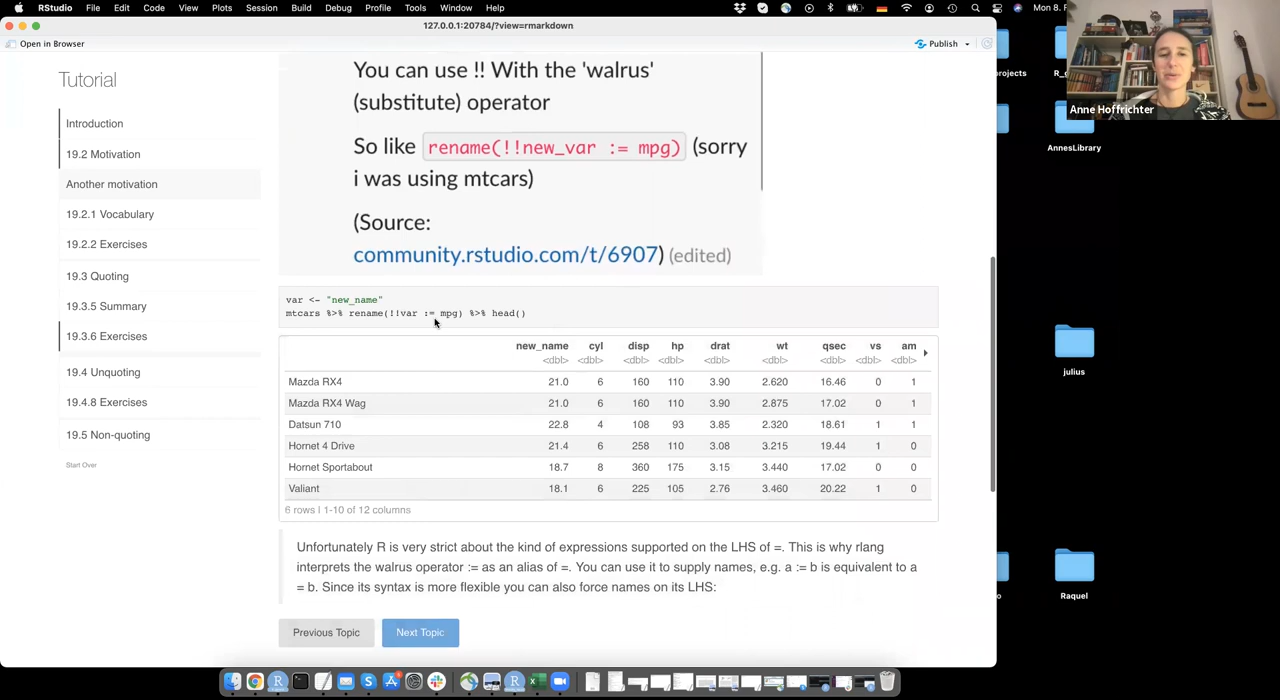 RStudio File Edit Code View Plots Session Build Debug Profile Tools Window Help
Mon 8. F
127.0.0.1:20784/?view=rmarkdown
Open in Browser
Publish
Tutorial
Introduction
19.2 Motivation
Another motivation
19.2.1 Vocabulary
19.2.2 Exercises
19.3 Quoting
19.3.5 Summary
19.3.6 Exercises
19.4 Unquoting
19.4.8 Exercises
19.5 Non-quoting
Start Over
You can use !! With the 'walrus'
(substitute) operator
So like rename(!!new_var := mpg) (sorry
i was using mtcars)
(Source:
community.rstudio.com/t/6907) (edited)
var <- "new_name"
mtcars %>% rename(!!var := mpg) %>% head()
new_name cyl disp hp drat wt qsec vs am
<dbl> <dbl> <dbl> <dbl> <dbl> <dbl> <dbl> <dbl> <dbl>
Mazda RX4 21.0 6 160 110 3.90 2.620 16.46 0 1
Mazda RX4 Wag 21.0 6 160 110 3.90 2.875 17.02 0 1
Datsun 710 22.8 4 108 93 3.85 2.320 18.61 1 1
Hornet 4 Drive 21.4 6 258 110 3.08 3.215 19.44 1 0
Hornet Sportabout 18.7 8 360 175 3.15 3.440 17.02 0 0
Valiant 18.1 6 225 105 2.76 3.460 20.22 1 0
6 rows | 1-10 of 12 columns
Unfortunately R is very strict about the kind of expressions supported on the LHS of =. This is why rlang
interprets the walrus operator := as an alias of =. You can use it to supply names, e.g. a := b is equivalent to a
= b. Since its syntax is more flexible you can also force names on its LHS:
Previous Topic
Next Topic
Anne Hoffrichter
rojects
R_g
AnnesLibrary
julius
o
Raquel